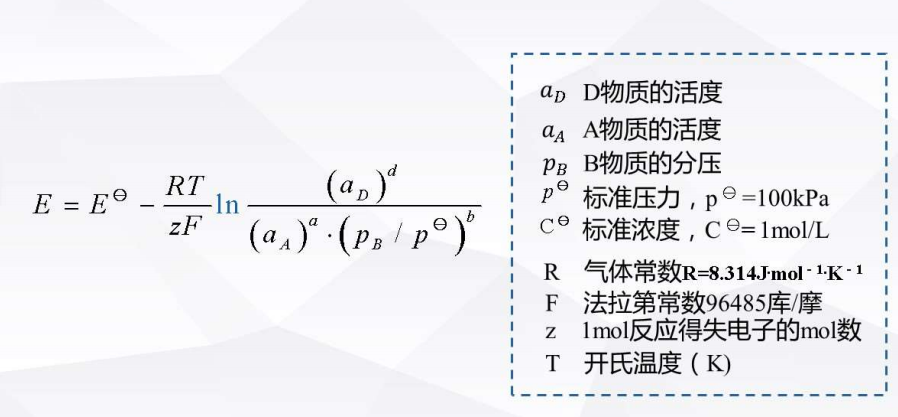 E = E⊖ − RT/zF ln (a_D)^d / (a_A)^a · (p_B / p⊖)^b
a_D D物质的活度
a_A A物质的活度
p_B B物质的分压
p⊖ 标准压力，p⊖=100kPa
C⊖ 标准浓度，C⊖=1mol/L
R 气体常数R=8.314J·mol⁻¹·K⁻¹
F 法拉第常数96485库/摩
z 1mol反应得失电子的mol数
T 开氏温度（K)